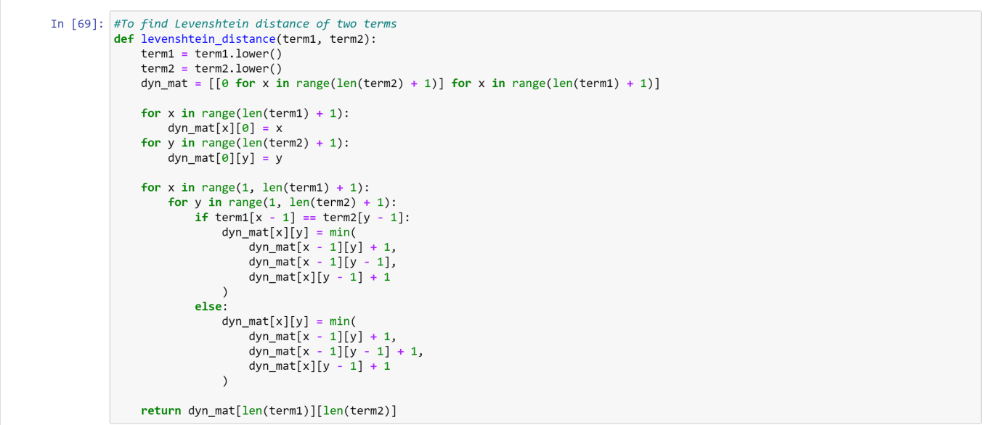 In [69]: #To find Levenshtein distance of two terms
def levenshtein_distance(term1, term2):
    term1 = term1.lower()
    term2 = term2.lower()
    dyn_mat = [[0 for x in range(len(term2) + 1)] for x in range(len(term1) + 1)]

    for x in range(len(term1) + 1):
        dyn_mat[x][0] = x
    for y in range(len(term2) + 1):
        dyn_mat[0][y] = y

    for x in range(1, len(term1) + 1):
        for y in range(1, len(term2) + 1):
            if term1[x - 1] == term2[y - 1]:
                dyn_mat[x][y] = min(
                    dyn_mat[x - 1][y] + 1,
                    dyn_mat[x - 1][y - 1],
                    dyn_mat[x][y - 1] + 1
                )
            else:
                dyn_mat[x][y] = min(
                    dyn_mat[x - 1][y] + 1,
                    dyn_mat[x - 1][y - 1] + 1,
                    dyn_mat[x][y - 1] + 1
                )

    return dyn_mat[len(term1)][len(term2)]